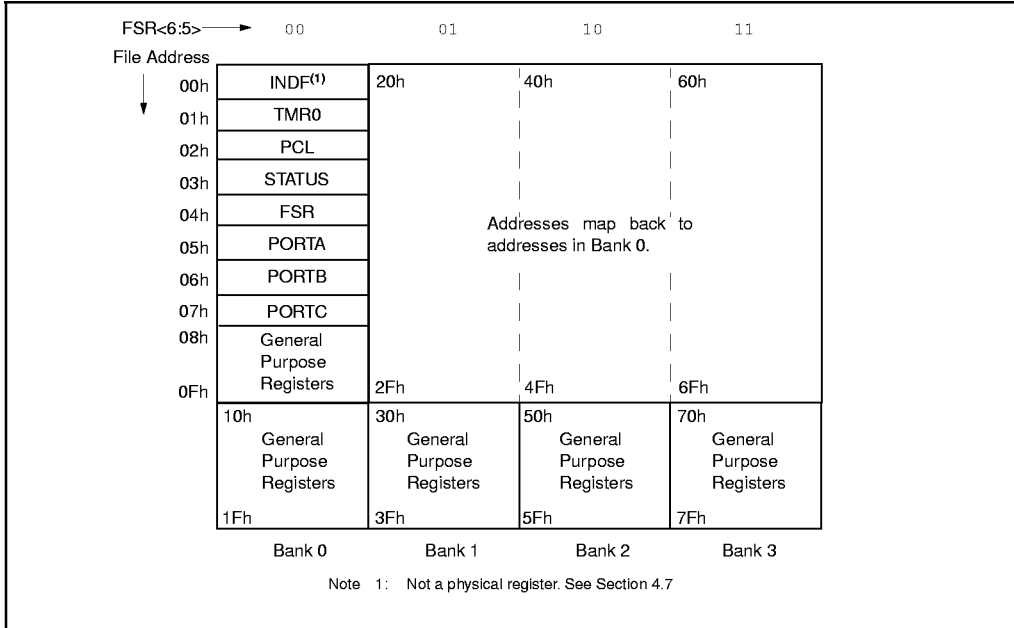 FSR<6:5> 00 01 10 11
File Address
00h INDF(1) 20h 40h 60h
01h TMR0
02h PCL
03h STATUS
04h FSR
Addresses map back to
05h PORTA
addresses in Bank 0.
06h PORTB
07h PORTC
08h General
Purpose
Registers
0Fh 2Fh 4Fh 6Fh
10h 30h 50h 70h
General General General General
Purpose Purpose Purpose Purpose
Registers Registers Registers Registers
1Fh 3Fh 5Fh 7Fh
Bank 0 Bank 1 Bank 2 Bank 3
Note 1: Not a physical register. See Section 4.7